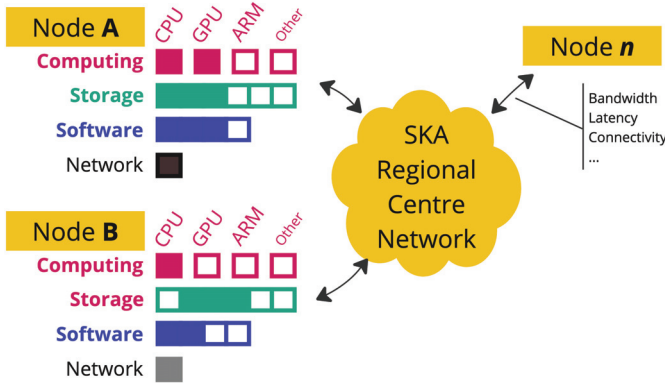 Node A
CPU
GPU
ARM
Other
Computing
Storage
Software
Network
Node B
CPU
GPU
ARM
Other
Computing
Storage
Software
Network
SKA
Regional
Centre
Network
Node n
Bandwidth
Latency
Connectivity
...